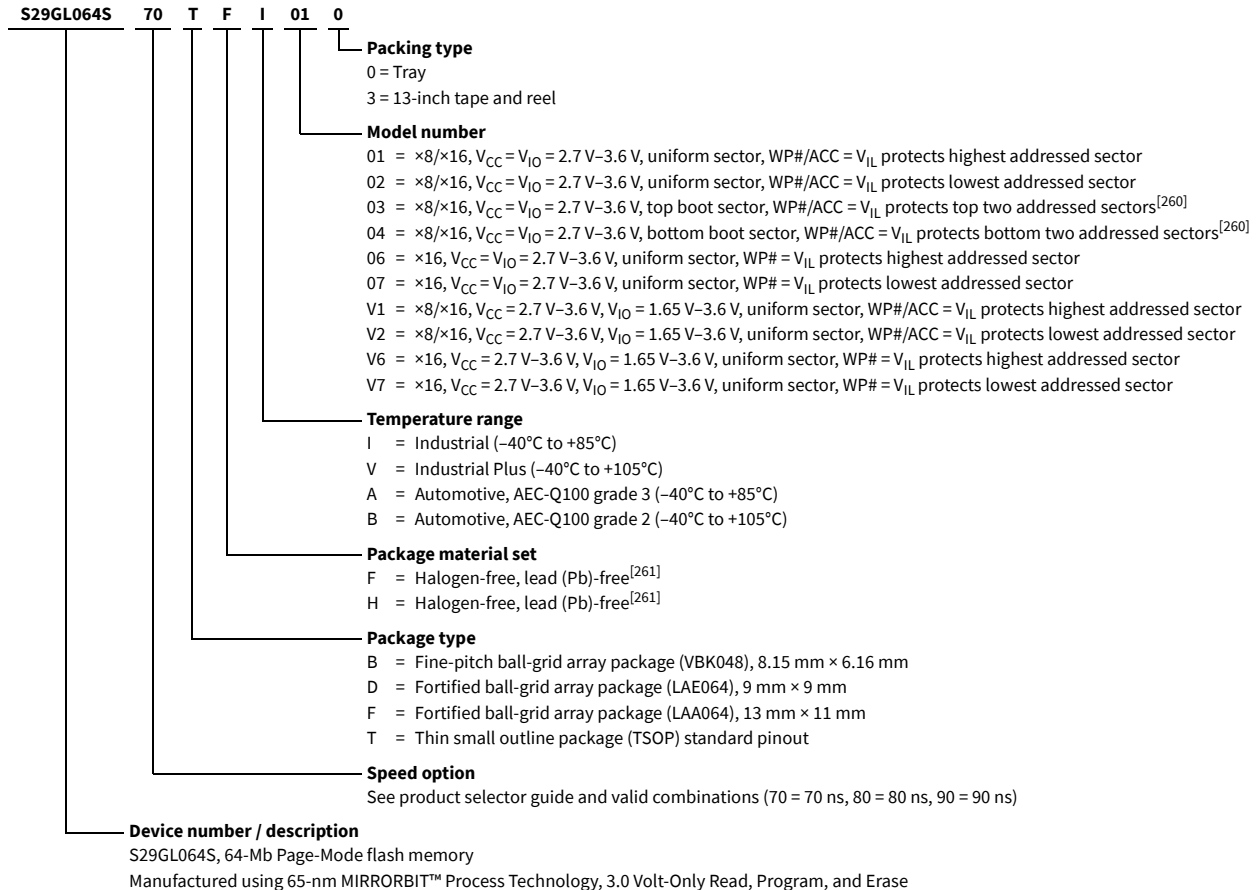 S29GL064S 70 T F I 01 0
Packing type
0 = Tray
3 = 13-inch tape and reel
Model number
01 = ×8/×16, VCC = VIO = 2.7 V–3.6 V, uniform sector, WP#/ACC = VIL protects highest addressed sector
02 = ×8/×16, VCC = VIO = 2.7 V–3.6 V, uniform sector, WP#/ACC = VIL protects lowest addressed sector
03 = ×8/×16, VCC = VIO = 2.7 V–3.6 V, top boot sector, WP#/ACC = VIL protects top two addressed sectors[260]
04 = ×8/×16, VCC = VIO = 2.7 V–3.6 V, bottom boot sector, WP#/ACC = VIL protects bottom two addressed sectors[260]
06 = ×16, VCC = VIO = 2.7 V–3.6 V, uniform sector, WP# = VIL protects highest addressed sector
07 = ×16, VCC = VIO = 2.7 V–3.6 V, uniform sector, WP# = VIL protects lowest addressed sector
V1 = ×8/×16, VCC = 2.7 V–3.6 V, VIO = 1.65 V–3.6 V, uniform sector, WP#/ACC = VIL protects highest addressed sector
V2 = ×8/×16, VCC = 2.7 V–3.6 V, VIO = 1.65 V–3.6 V, uniform sector, WP#/ACC = VIL protects lowest addressed sector
V6 = ×16, VCC = 2.7 V–3.6 V, VIO = 1.65 V–3.6 V, uniform sector, WP# = VIL protects highest addressed sector
V7 = ×16, VCC = 2.7 V–3.6 V, VIO = 1.65 V–3.6 V, uniform sector, WP# = VIL protects lowest addressed sector
Temperature range
I = Industrial (–40°C to +85°C)
V = Industrial Plus (–40°C to +105°C)
A = Automotive, AEC-Q100 grade 3 (–40°C to +85°C)
B = Automotive, AEC-Q100 grade 2 (–40°C to +105°C)
Package material set
F = Halogen-free, lead (Pb)-free[261]
H = Halogen-free, lead (Pb)-free[261]
Package type
B = Fine-pitch ball-grid array package (VBK048), 8.15 mm × 6.16 mm
D = Fortified ball-grid array package (LAE064), 9 mm × 9 mm
F = Fortified ball-grid array package (LAA064), 13 mm × 11 mm
T = Thin small outline package (TSOP) standard pinout
Speed option
See product selector guide and valid combinations (70 = 70 ns, 80 = 80 ns, 90 = 90 ns)
Device number / description
S29GL064S, 64-Mb Page-Mode flash memory
Manufactured using 65-nm MIRRORBIT™ Process Technology, 3.0 Volt-Only Read, Program, and Erase